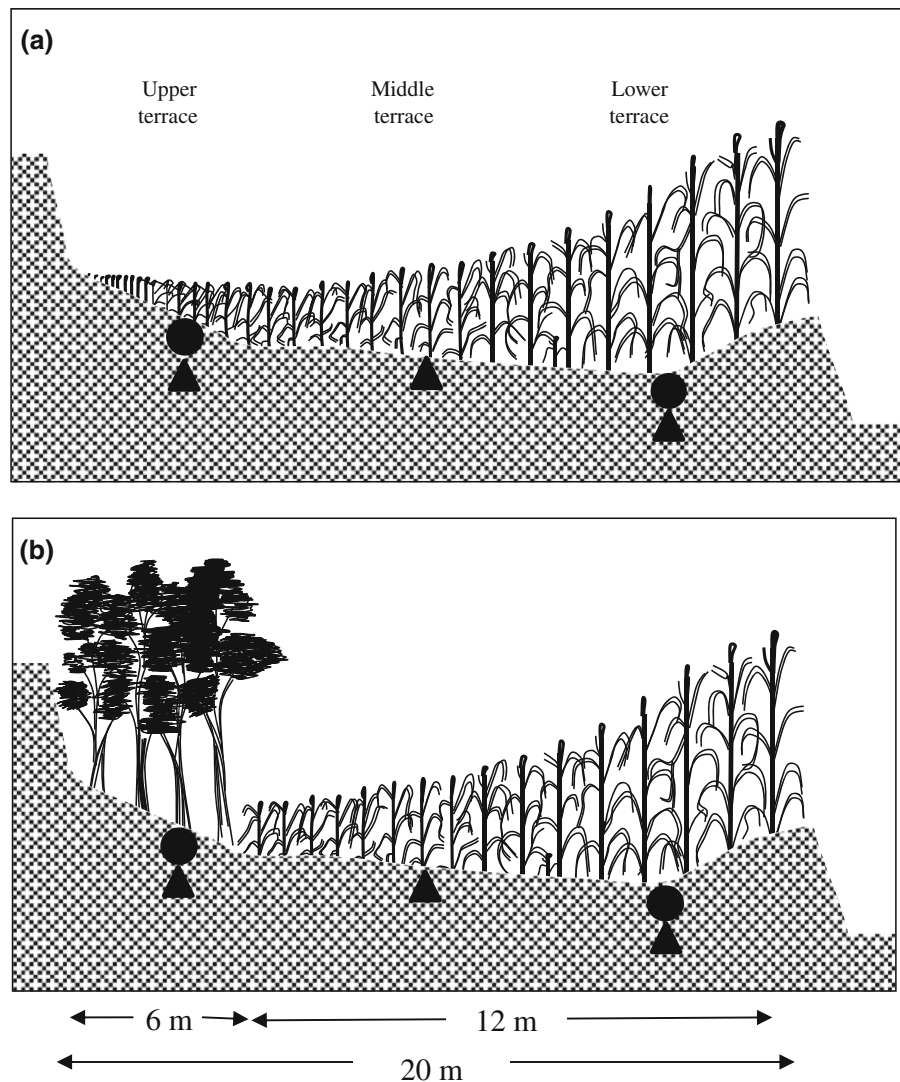 (a)
Upper
terrace
Middle
terrace
Lower
terrace
(b)
6 m
12 m
20 m